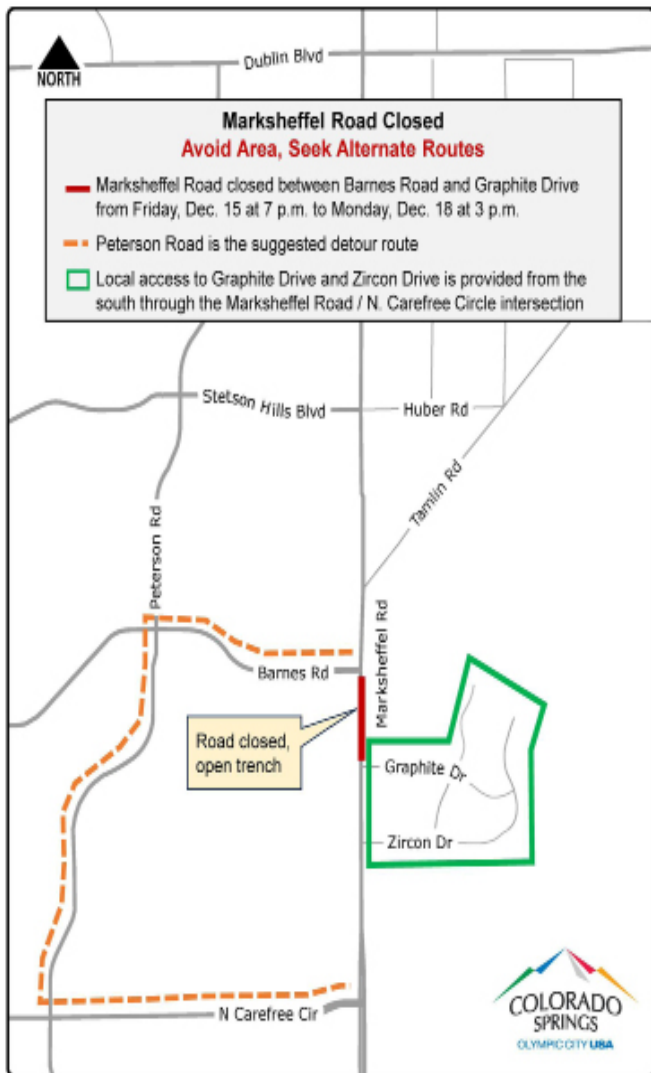 NORTH
Dublin Blvd
Marksheffel Road Closed
Avoid Area, Seek Alternate Routes
Marksheffel Road closed between Barnes Road and Graphite Drive
from Friday, Dec. 15 at 7 p.m. to Monday, Dec. 18 at 3 p.m.
Peterson Road is the suggested detour route
Local access to Graphite Drive and Zircon Drive is provided from the
south through the Marksheffel Road / N. Carefree Circle intersection
Stetson Hills Blvd
Huber Rd
Tamlin Rd
Peterson Rd
Marksheffel Rd
Barnes Rd
Road closed,
open trench
Graphite Dr
Zircon Dr
N Carefree Cir
COLORADO
SPRINGS
OLYMPIC CITY USA